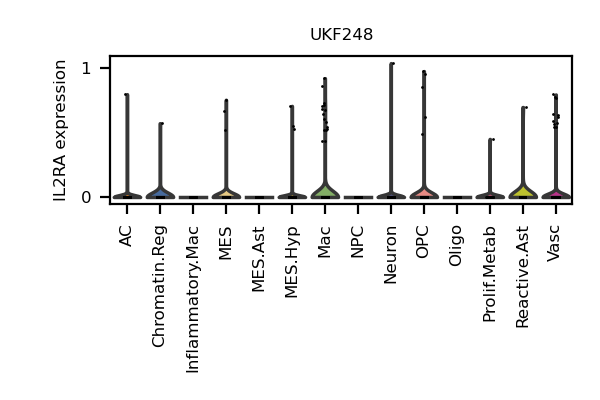 UKF248
IL2RA expression
1
0
AC
Chromatin.Reg
Inflammatory.Mac
MES
MES.Ast
MES.Hyp
Mac
NPC
Neuron
OPC
Oligo
Prolif.Metab
Reactive.Ast
Vasc